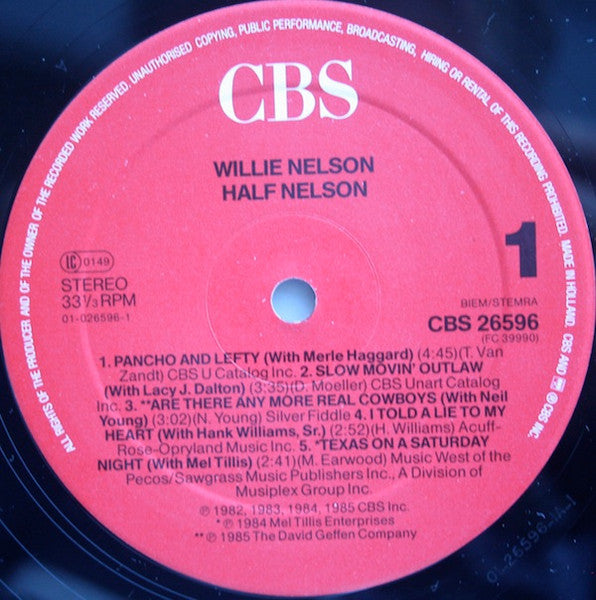 ALL RIGHTS OF THE PRODUCER AND OF THE OWNER OF THE RECORDED WORK RESERVED. UNAUTHORISED COPYING, PUBLIC PERFORMANCE, BROADCASTING, HIRING OR RENTAL OF THIS RECORDING PROHIBITED. MADE IN HOLLAND. CBS AND ℗ © CBS INC.
CBS
WILLIE NELSON
HALF NELSON
1
LC 0149
STEREO
33 1/3 RPM
01-026596-1
BIEM/STEMRA
CBS 26596
(FC 39990)
1. PANCHO AND LEFTY (With Merle Haggard) (4:45)(T. Van
Zandt) CBS U Catalog Inc. 2. SLOW MOVIN' OUTLAW
(With Lacy J. Dalton) (3:35)(D. Moeller) CBS Unart Catalog
Inc. 3. **ARE THERE ANY MORE REAL COWBOYS (With Neil
Young) (3:02)(N. Young) Silver Fiddle 4. I TOLD A LIE TO MY
HEART (With Hank Williams, Sr.) (2:52)(H. Williams) Acuff-
Rose-Opryland Music Inc. 5. *TEXAS ON A SATURDAY
NIGHT (With Mel Tillis) (2:41)(M. Earwood) Music West of the
Pecos/Sawgrass Music Publishers Inc., A Division of
Musiplex Group Inc.
℗ 1982, 1983, 1984, 1985 CBS Inc.
* ℗ 1984 Mel Tillis Enterprises
** ℗ 1985 The David Geffen Company